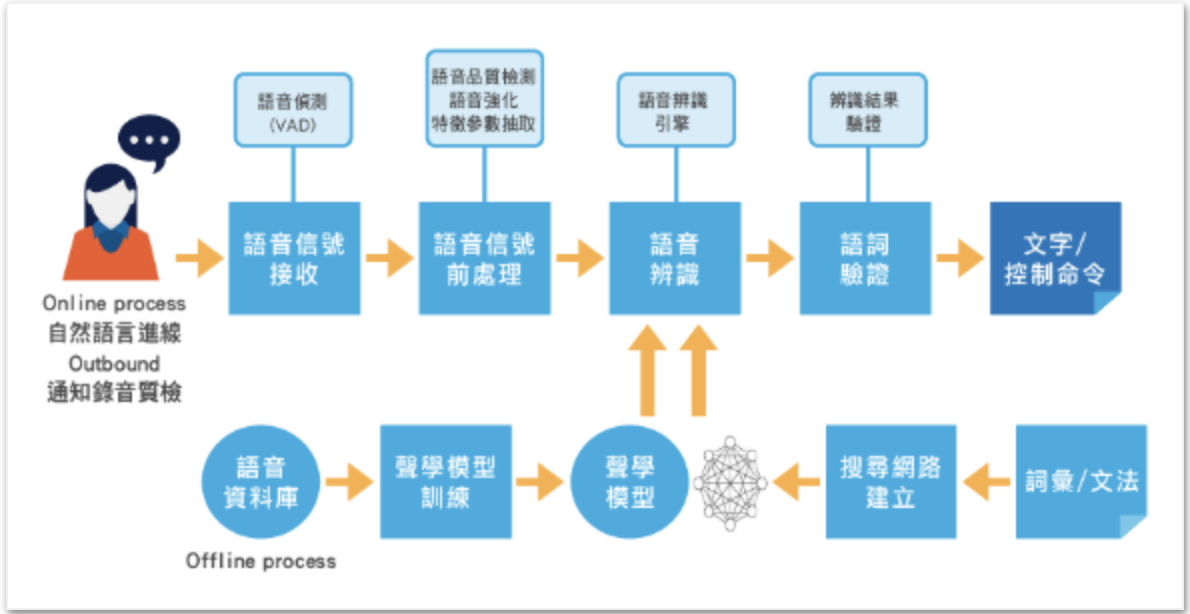 語音偵測
(VAD)
語音品質檢測
語音強化
特徵參數抽取
語音辨識
引擎
辨識結果
驗證
語音信號
接收
語音信號
前處理
語音
辨識
語詞
驗證
文字/
控制命令
Online process
自然語言進線
Outbound
通知錄音質檢
語音
資料庫
聲學模型
訓練
聲學
模型
搜尋網路
建立
詞彙/文法
Offline process